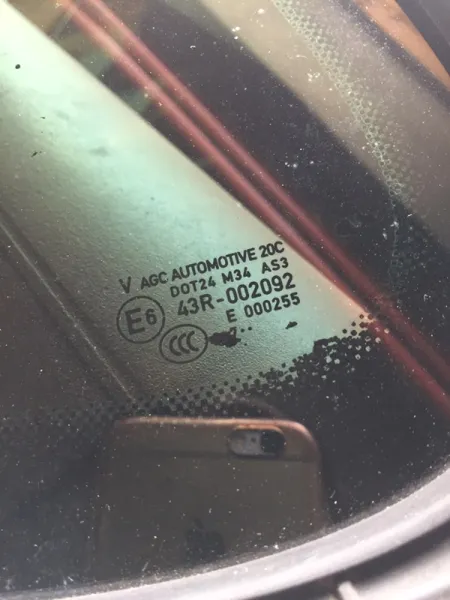 V AGC AUTOMOTIVE 20C
DOT24 M34 AS3
E6 43R-002092
E 000255
CCC